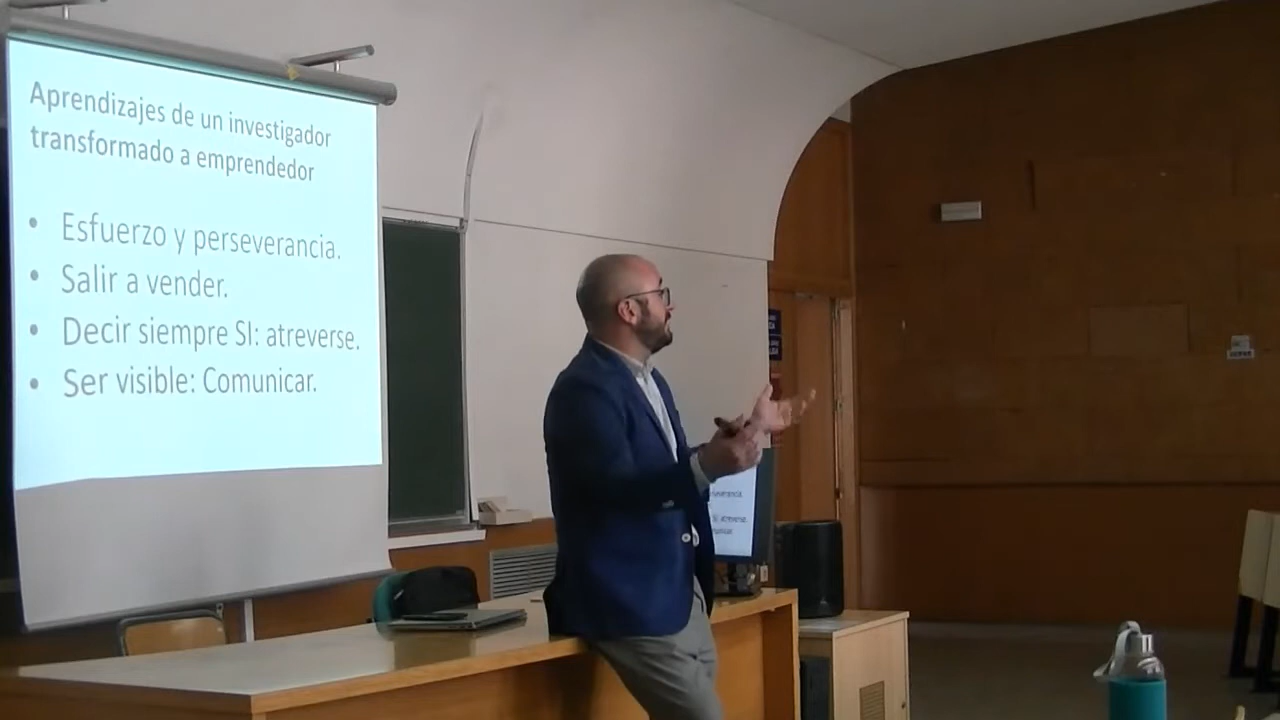 Aprendizajes de un investigador
transformado a emprendedor
• Esfuerzo y perseverancia.
• Salir a vender.
• Decir siempre SI: atreverse.
• Ser visible: Comunicar.